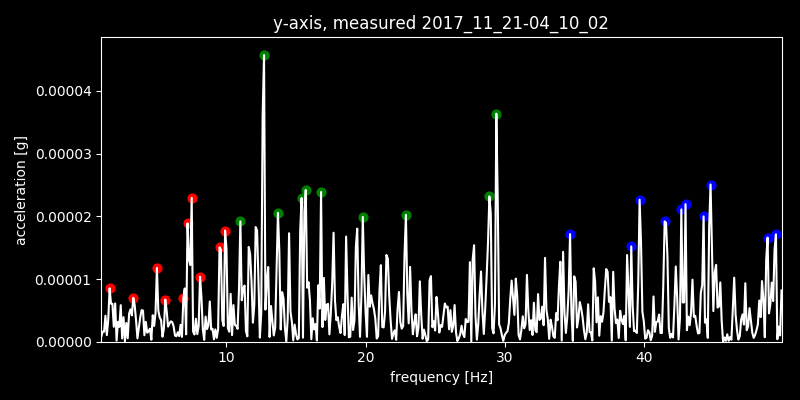 y-axis, measured 2017_11_21-04_10_02
acceleration [g]
0.00004
0.00003
0.00002
0.00001
0.00000
10 20 30 40
frequency [Hz]